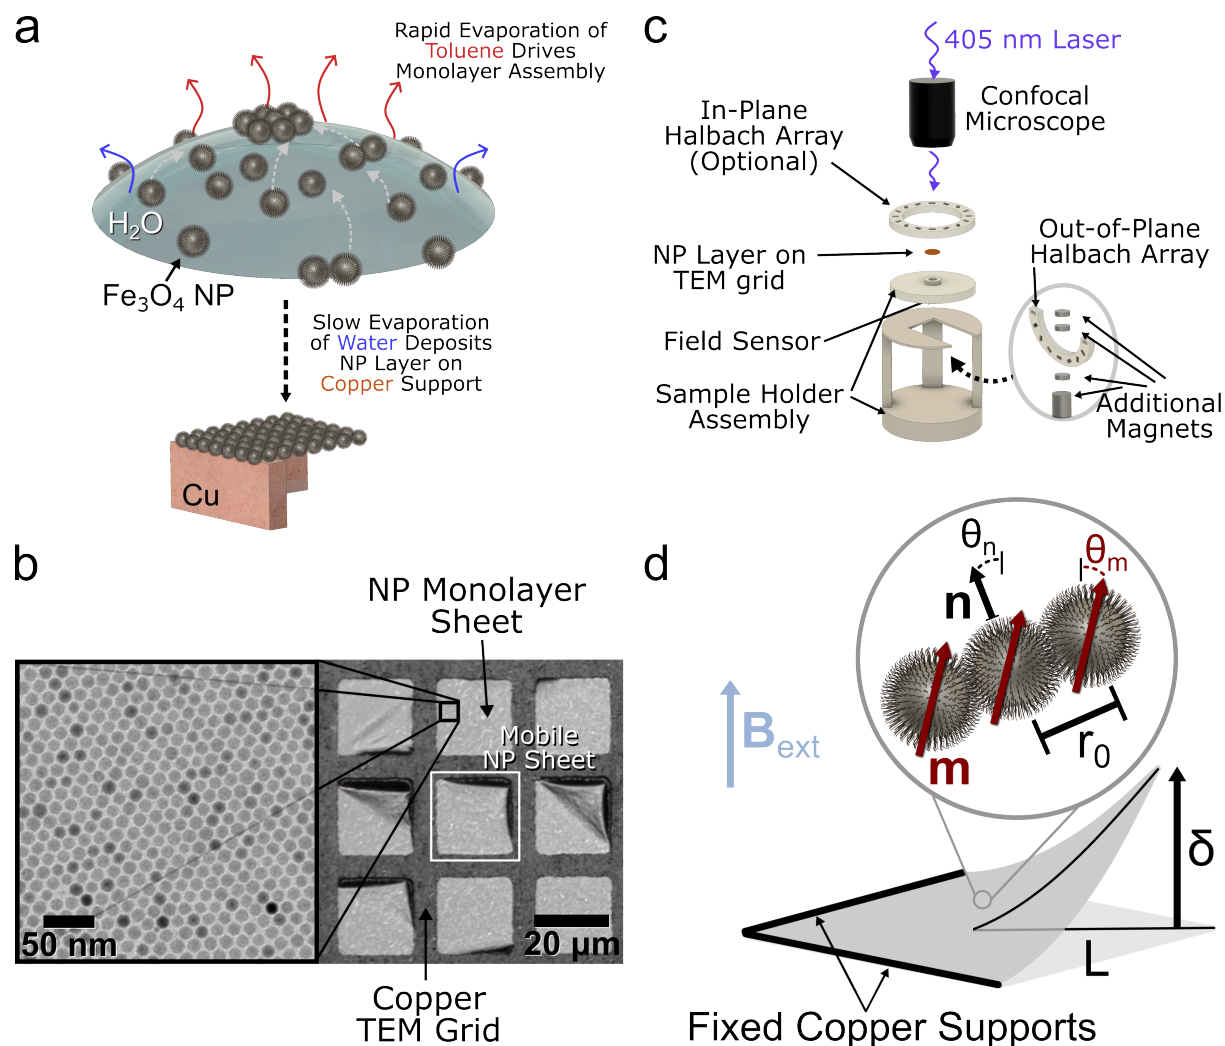 a
Rapid Evaporation of
Toluene Drives
Monolayer Assembly
H₂O
Fe₃O₄ NP
Slow Evaporation
of Water Deposits
NP Layer on
Copper Support
Cu
b
NP Monolayer
Sheet
Mobile
NP Sheet
50 nm
20 µm
Copper
TEM Grid
c
405 nm Laser
Confocal
Microscope
In-Plane
Halbach Array
(Optional)
NP Layer on
TEM grid
Out-of-Plane
Halbach Array
Field Sensor
Sample Holder
Assembly
Additional
Magnets
d
θₙ
θₘ
n
m
r₀
Bext
δ
L
Fixed Copper Supports